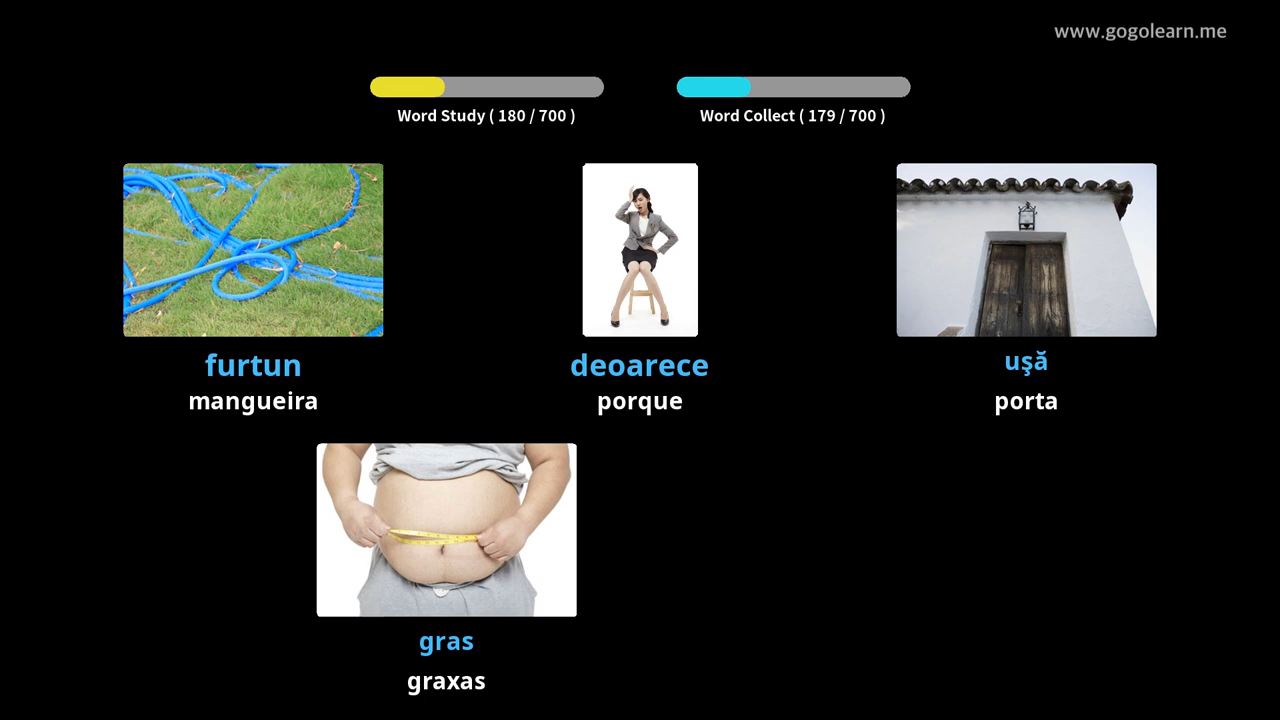 www.gogolearn.me
Word Study ( 180 / 700 )
Word Collect ( 179 / 700 )
furtun
mangueira
deoarece
porque
uşă
porta
gras
graxas